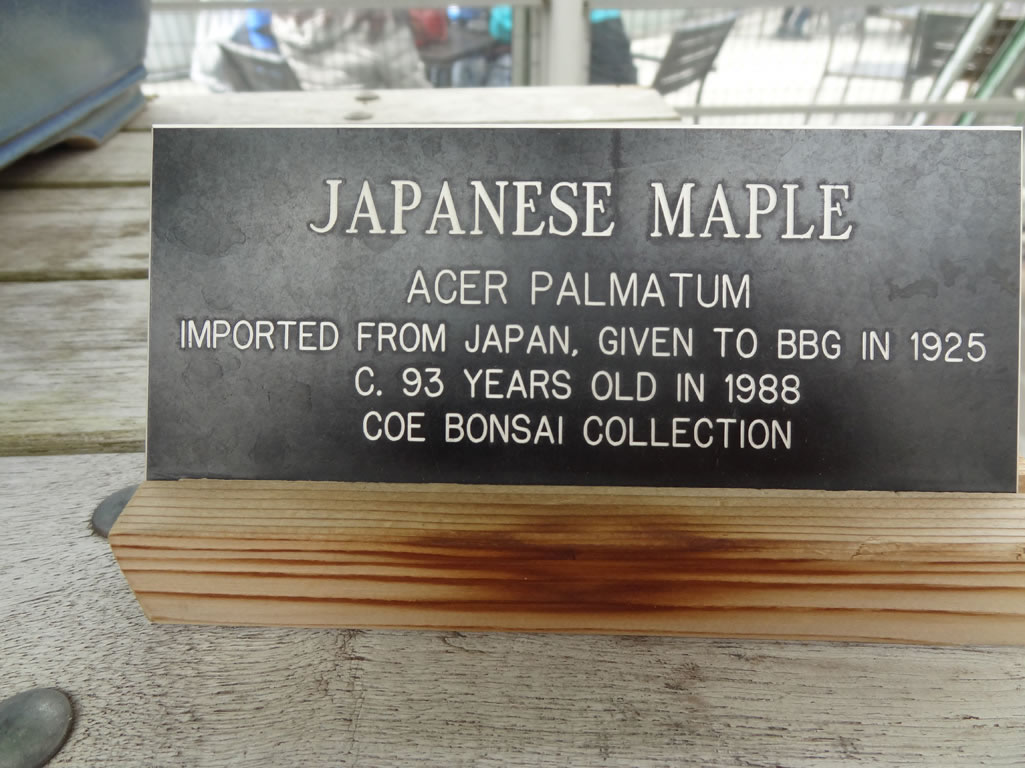 JAPANESE MAPLE
ACER PALMATUM
IMPORTED FROM JAPAN, GIVEN TO BBG IN 1925
C. 93 YEARS OLD IN 1988
COE BONSAI COLLECTION